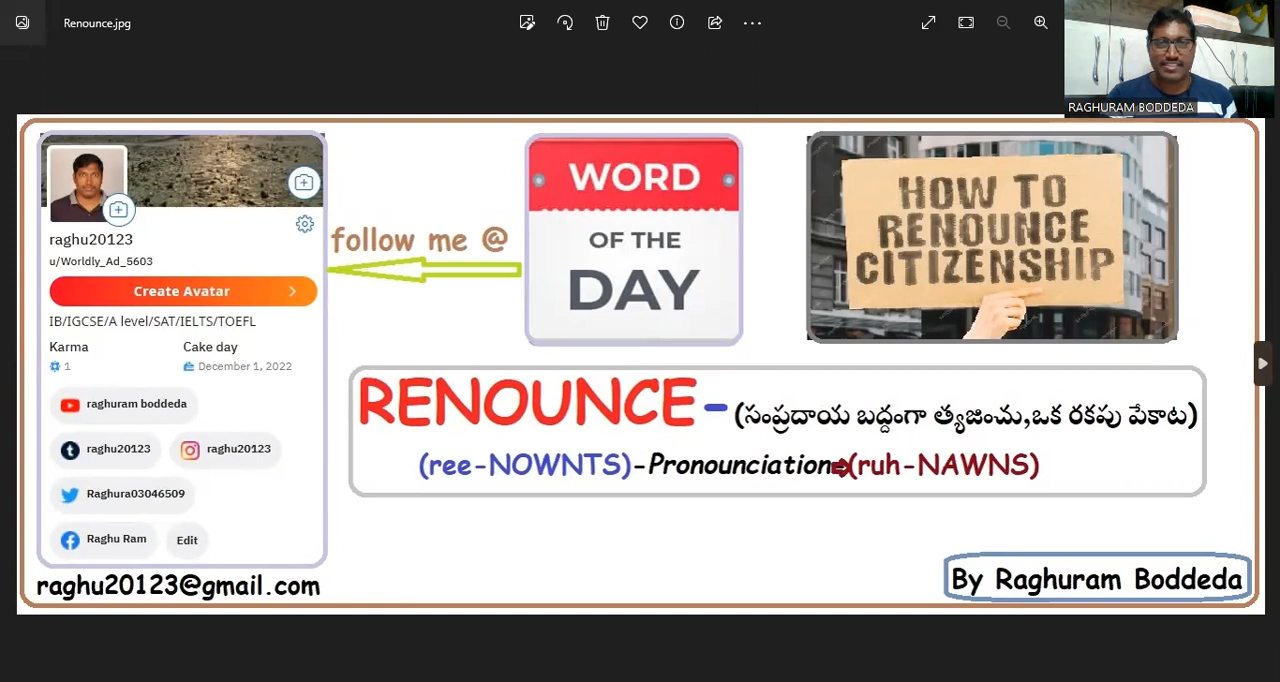 Renounce.jpg
RAGHURAM BODDEDA
raghu20123
u/Worldly_Ad_5603
Create Avatar
IB/IGCSE/A level/SAT/IELTS/TOEFL
Karma Cake day
1 December 1, 2022
raghuram boddeda
raghu20123 raghu20123
Raghura03046509
Raghu Ram Edit
raghu20123@gmail.com
follow me @
WORD
OF THE
DAY
HOW TO
RENOUNCE
CITIZENSHIP
RENOUNCE-(సంప్రదాయ బద్దంగా త్యజించు,ఒక రకపు పేకాట)
(ree-NOWNTS)-Pronounciation⇒(ruh-NAWNS)
By Raghuram Boddeda